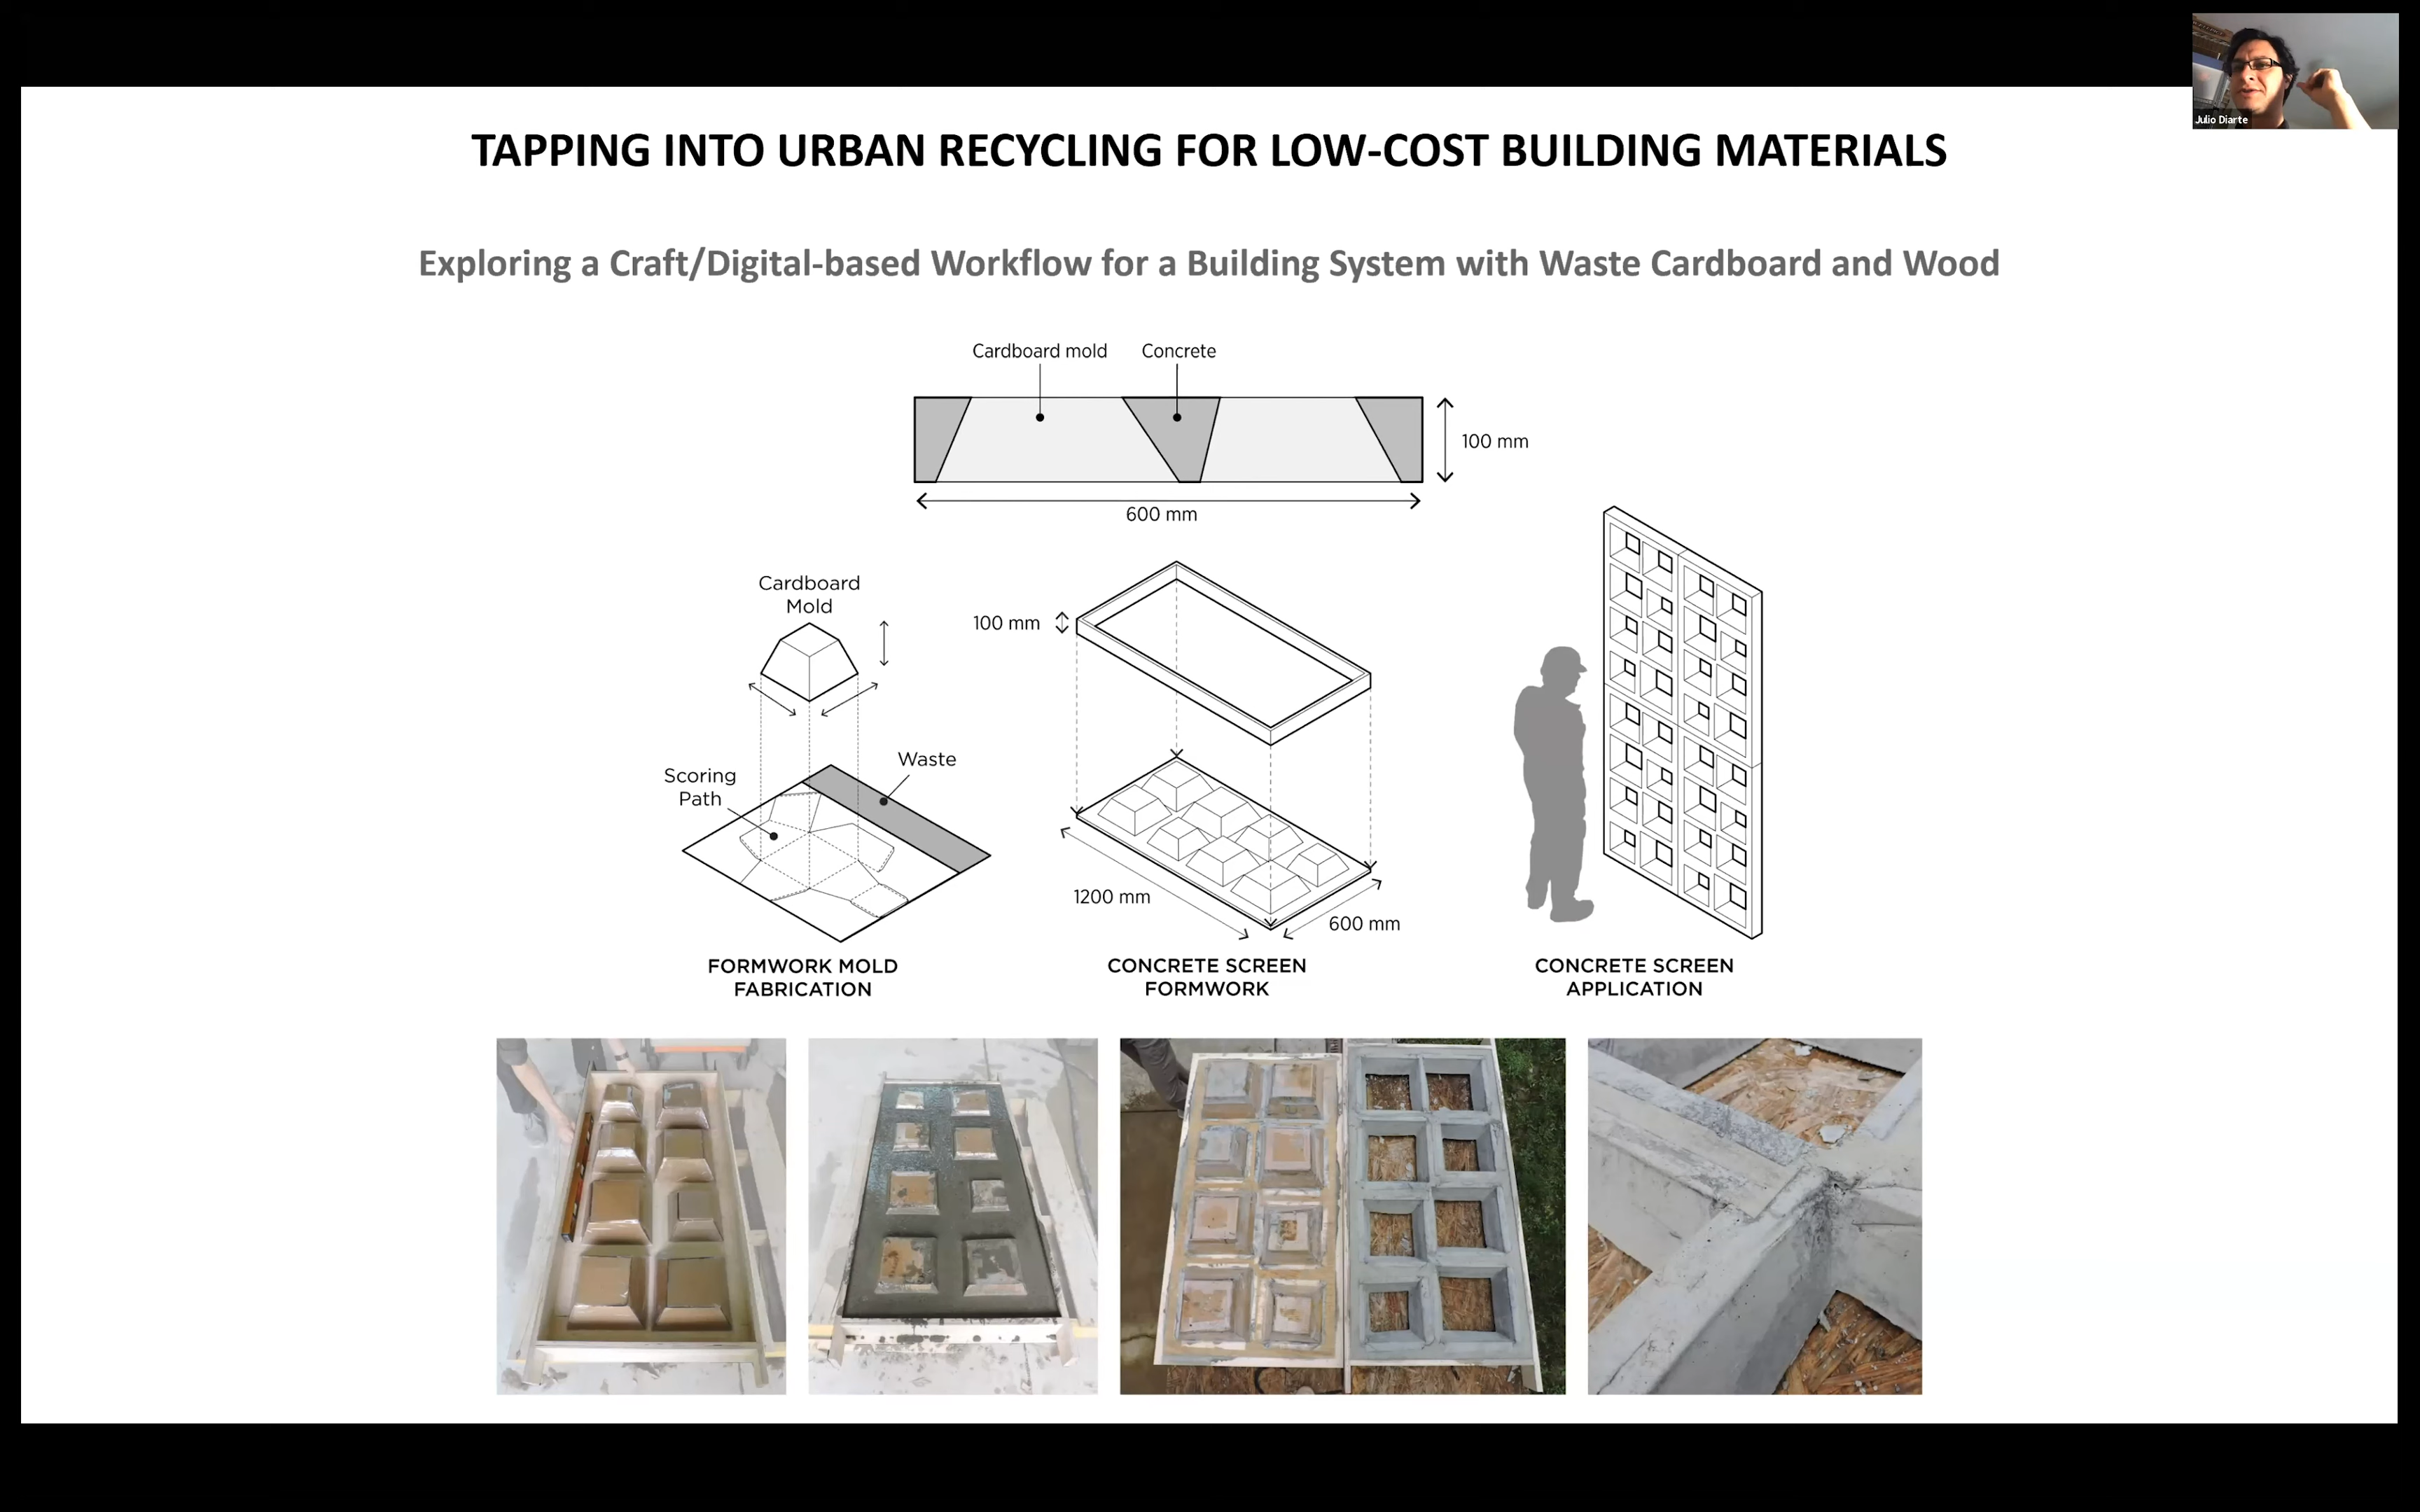 Julio Diarte
TAPPING INTO URBAN RECYCLING FOR LOW-COST BUILDING MATERIALS
Exploring a Craft/Digital-based Workflow for a Building System with Waste Cardboard and Wood
Cardboard mold
Concrete
100 mm
600 mm
Cardboard
Mold
Scoring
Path
Waste
FORMWORK MOLD
FABRICATION
100 mm
1200 mm
600 mm
CONCRETE SCREEN
FORMWORK
CONCRETE SCREEN
APPLICATION